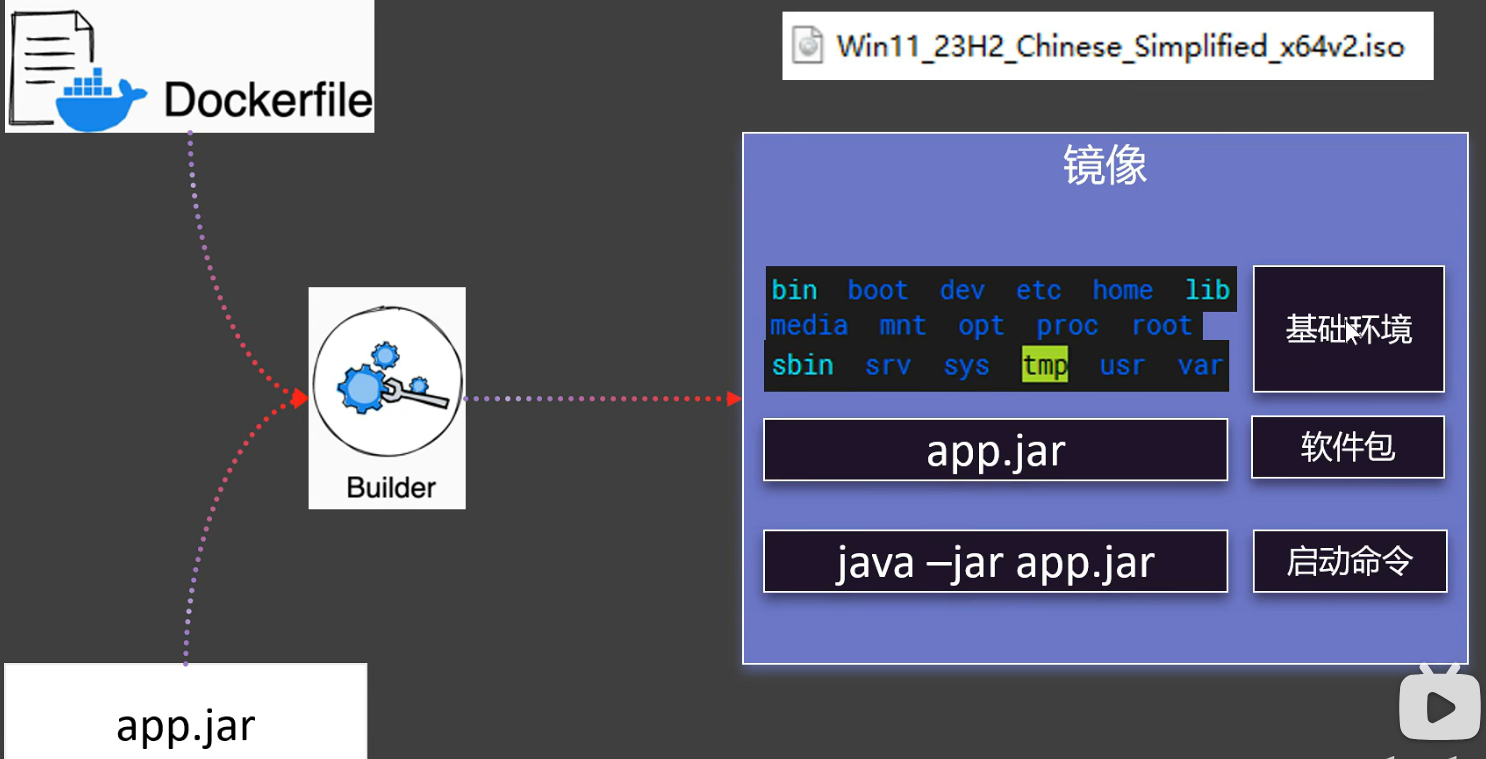 Dockerfile
Win11_23H2_Chinese_Simplified_x64v2.iso
镜像
bin boot dev etc home lib
media mnt opt proc root
sbin srv sys tmp usr var
基础环境
app.jar
软件包
java –jar app.jar
启动命令
Builder
app.jar